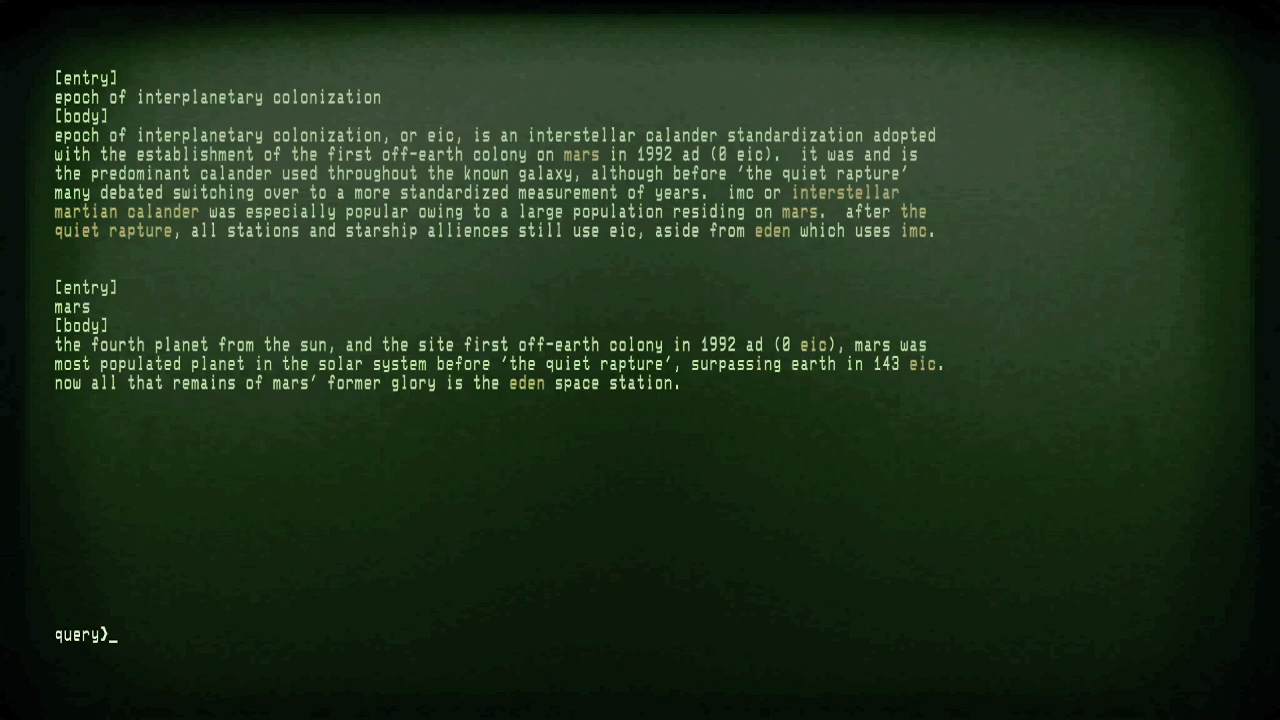 [entry]
epoch of interplanetary colonization
[body]
epoch of interplanetary colonization, or eic, is an interstellar calander standardization adopted
with the establishment of the first off-earth colony on mars in 1992 ad (0 eic).  it was and is
the predominant calander used throughout the known galaxy, although before 'the quiet rapture'
many debated switching over to a more standardized measurement of years.  imc or interstellar
martian calander was especially popular owing to a large population residing on mars.  after the
quiet rapture, all stations and starship alliences still use eic, aside from eden which uses imc.
[entry]
mars
[body]
the fourth planet from the sun, and the site first off-earth colony in 1992 ad (0 eic), mars was
most populated planet in the solar system before 'the quiet rapture', surpassing earth in 143 eic.
now all that remains of mars' former glory is the eden space station.
query}_